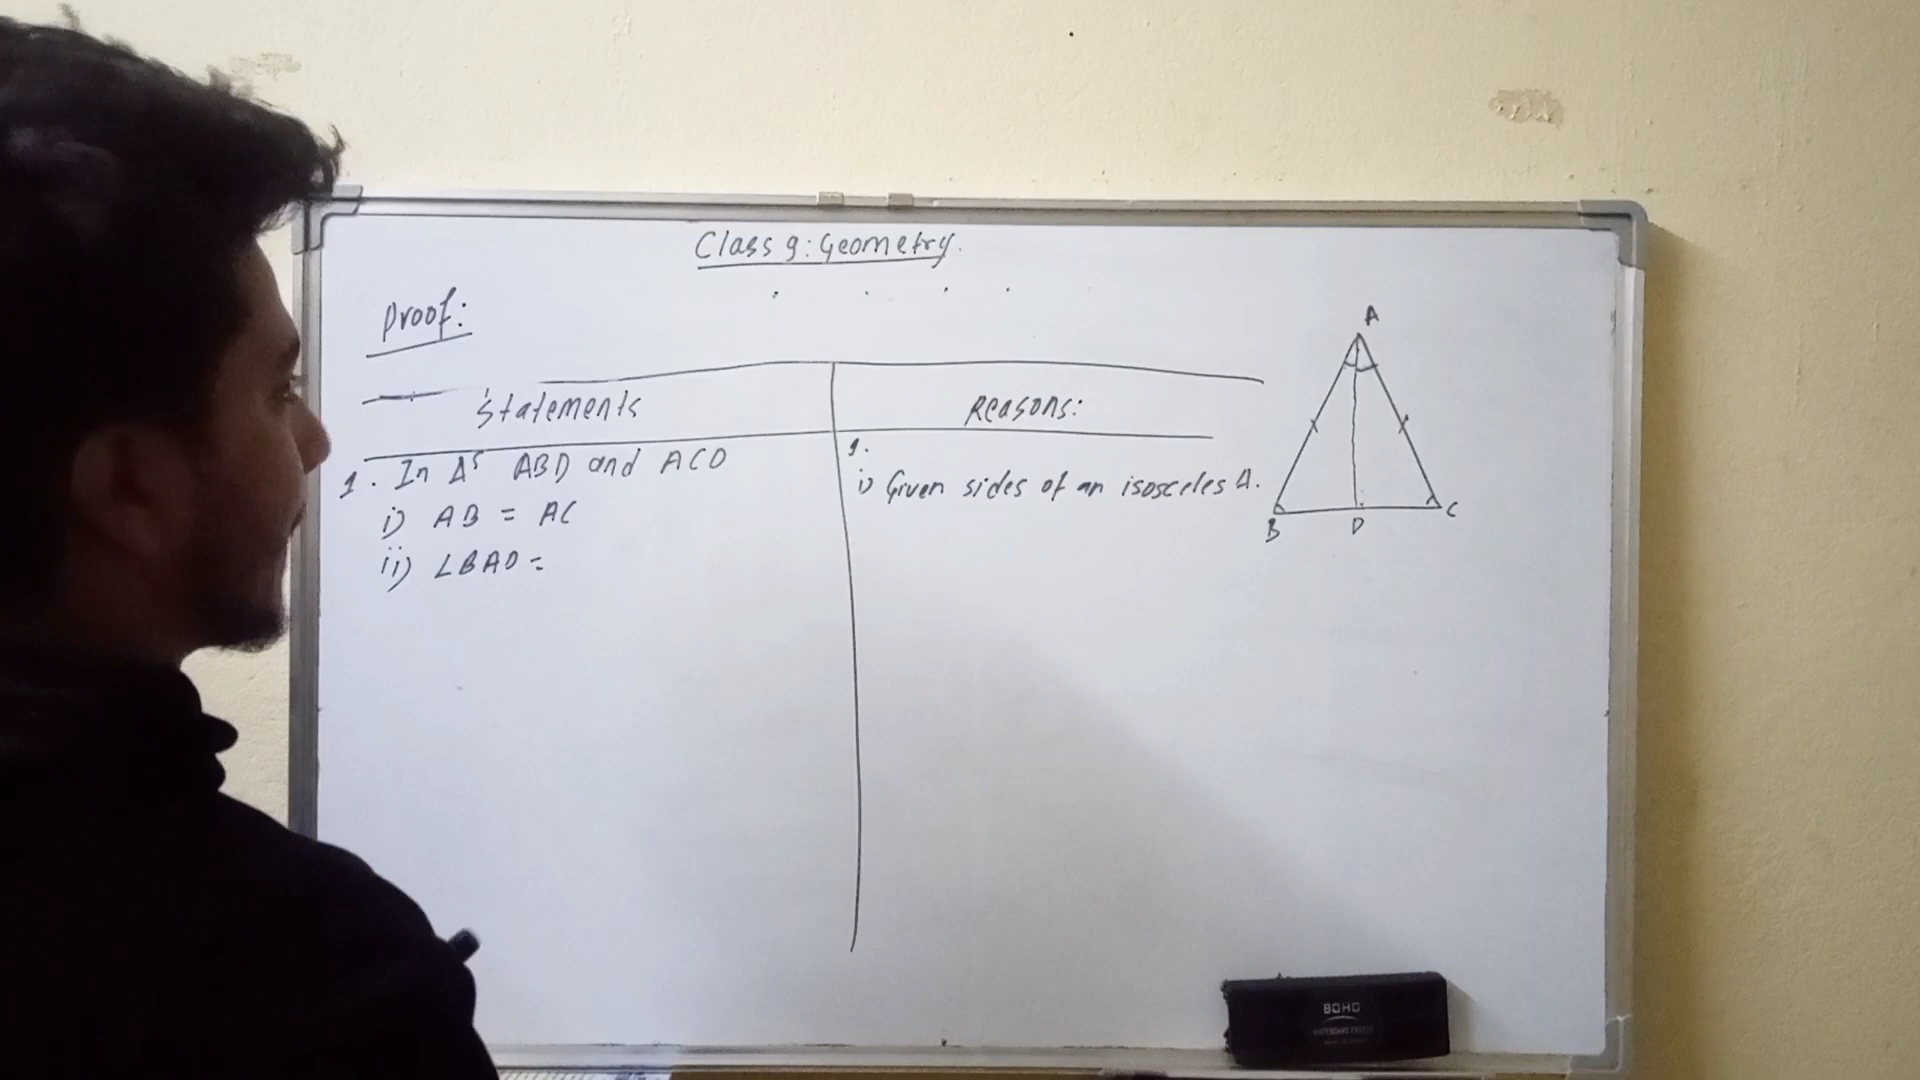 Class 9: Geometry.
Proof:
Statements
Reasons:
1. In Δs ABD and ACD
i) AB = AC
ii) ∠BAD =
1.
i) Given sides of an isosceles Δ.
A
B
D
C
BOHO